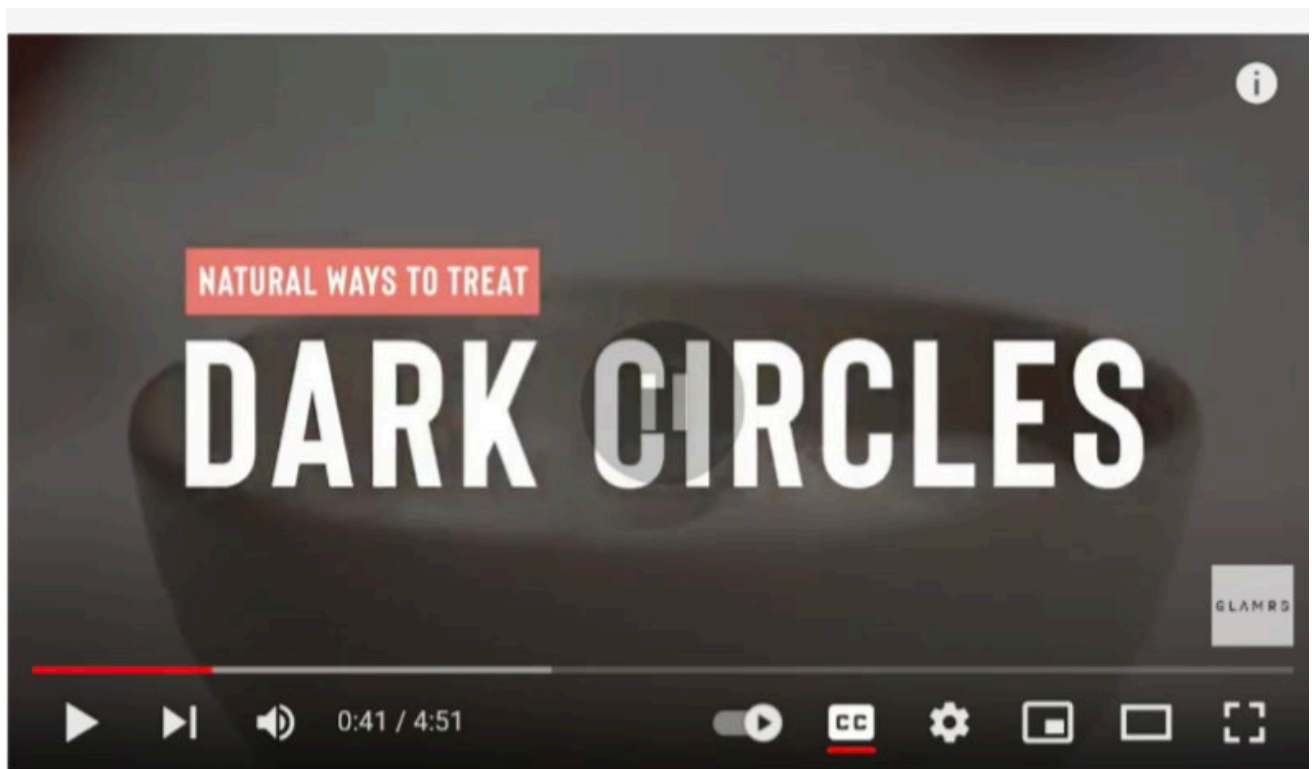 NATURAL WAYS TO TREAT
DARK CIRCLES
GLAMRS
0:41 / 4:51
CC